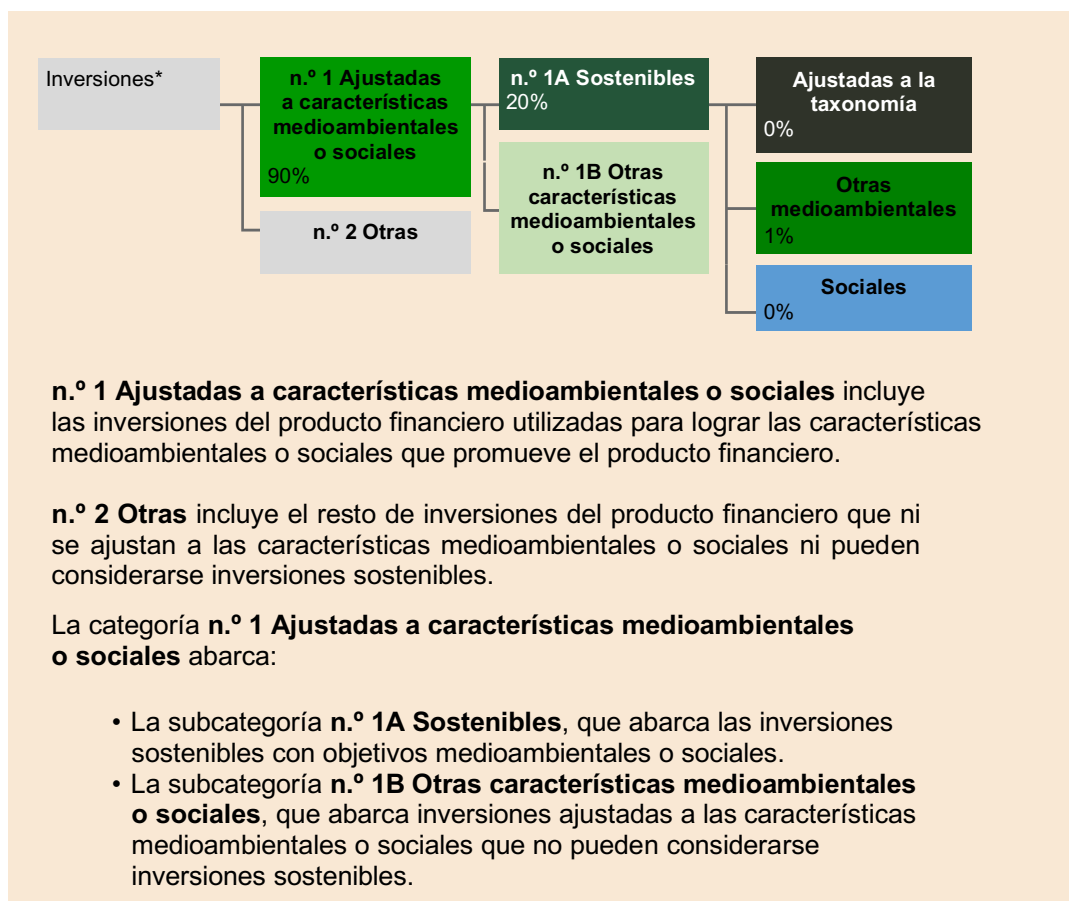 Inversiones*
n.º 1 Ajustadas
a características
medioambientales
o sociales
90%
n.º 2 Otras
n.º 1A Sostenibles
20%
n.º 1B Otras
características
medioambientales
o sociales
Ajustadas a la
taxonomía
0%
Otras
medioambientales
1%
Sociales
0%
n.º 1 Ajustadas a características medioambientales o sociales incluye
las inversiones del producto financiero utilizadas para lograr las características
medioambientales o sociales que promueve el producto financiero.
n.º 2 Otras incluye el resto de inversiones del producto financiero que ni
se ajustan a las características medioambientales o sociales ni pueden
considerarse inversiones sostenibles.
La categoría n.º 1 Ajustadas a características medioambientales
o sociales abarca:
• La subcategoría n.º 1A Sostenibles, que abarca las inversiones
sostenibles con objetivos medioambientales o sociales.
• La subcategoría n.º 1B Otras características medioambientales
o sociales, que abarca inversiones ajustadas a las características
medioambientales o sociales que no pueden considerarse
inversiones sostenibles.